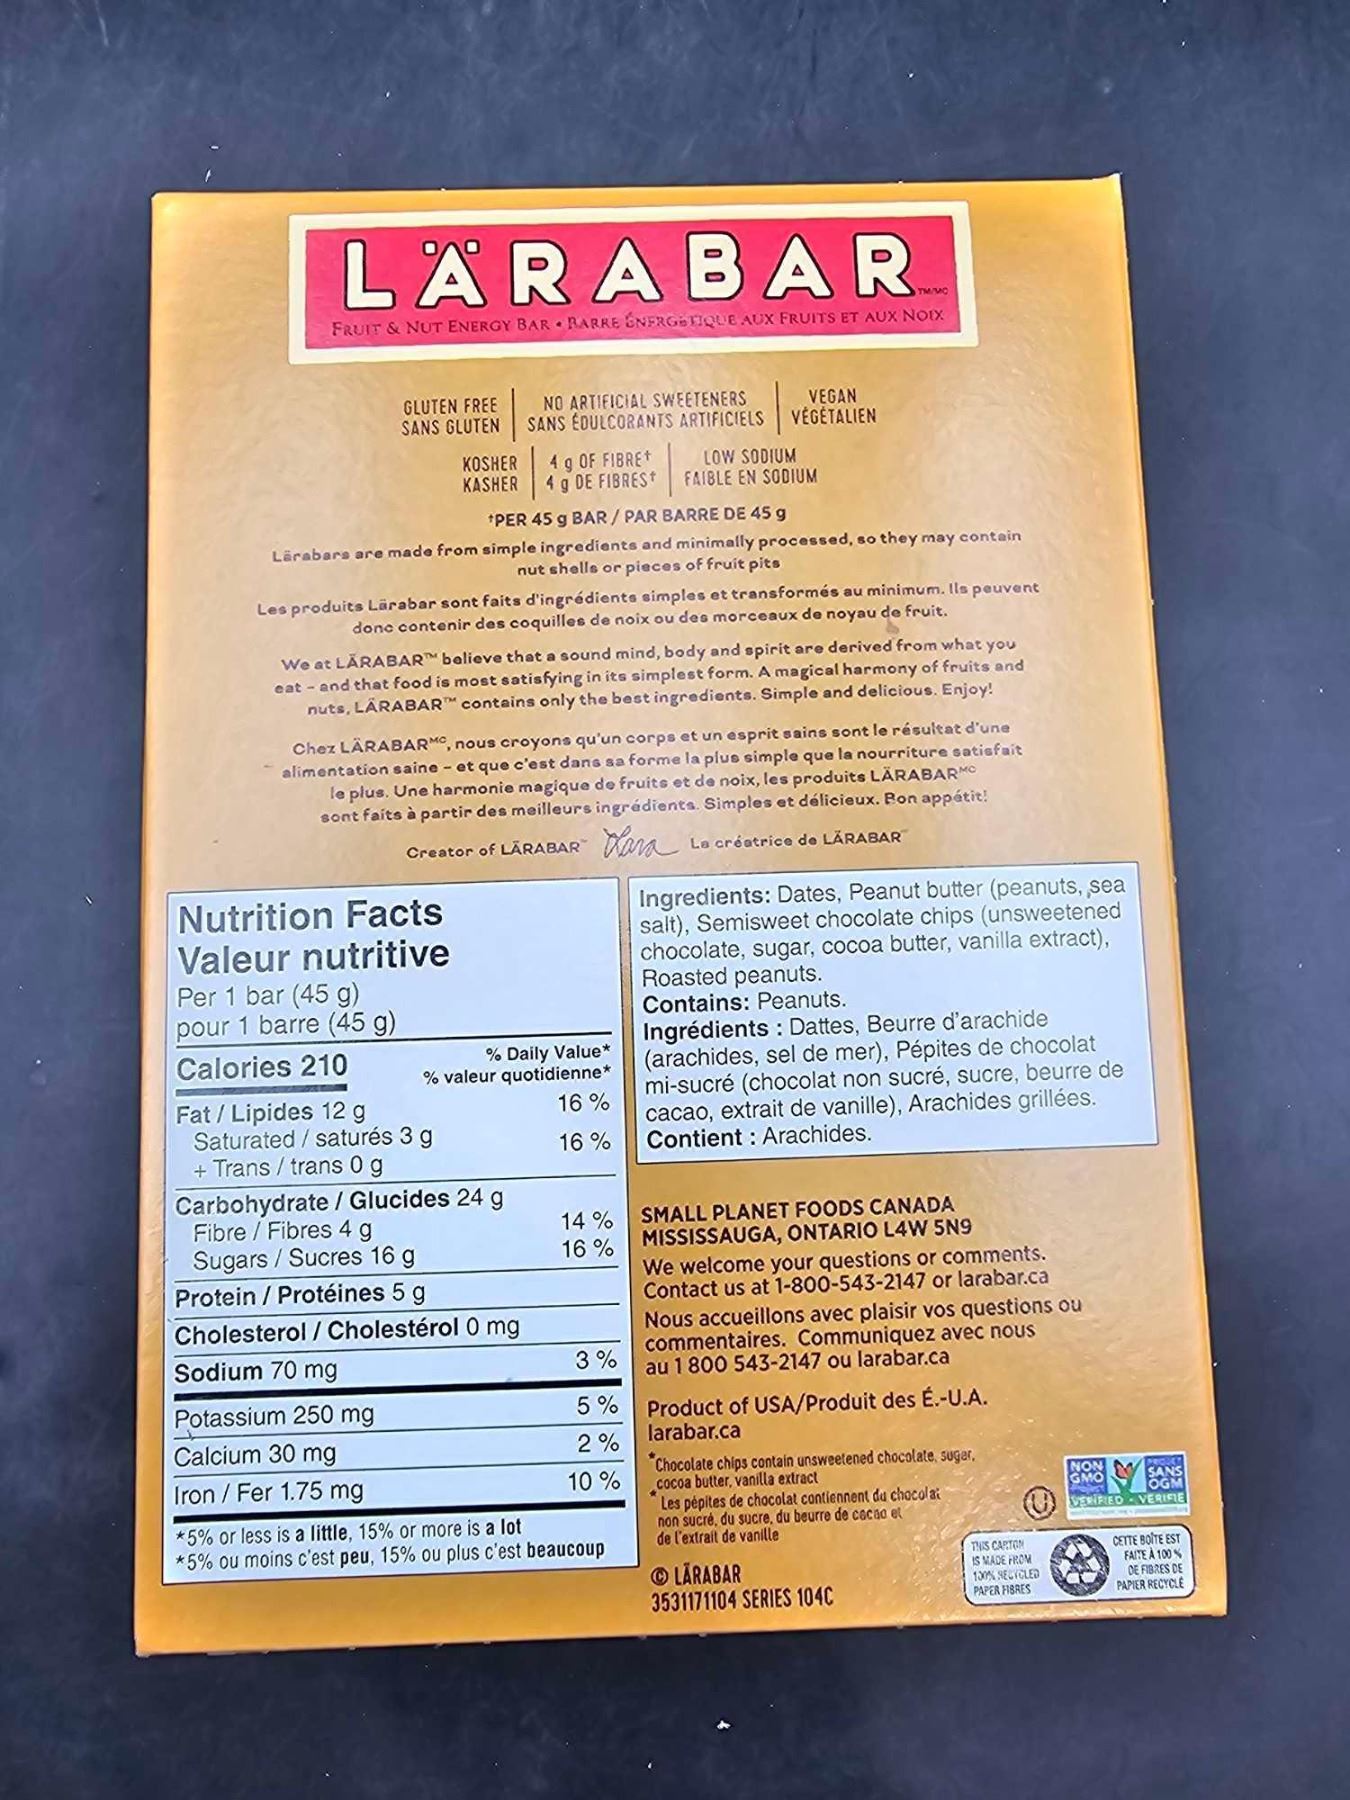 LÄRABAR TM/MC
FRUIT & NUT ENERGY BAR • BARRE ÉNERGÉTIQUE AUX FRUITS ET AUX NOIX
GLUTEN FREE
SANS GLUTEN
NO ARTIFICIAL SWEETENERS
SANS ÉDULCORANTS ARTIFICIELS
VEGAN
VÉGÉTALIEN
KOSHER
KASHER
4 g OF FIBRE†
4 g DE FIBRES†
LOW SODIUM
FAIBLE EN SODIUM
†PER 45 g BAR / PAR BARRE DE 45 g
Lärabars are made from simple ingredients and minimally processed, so they may contain
nut shells or pieces of fruit pits
Les produits Lärabar sont faits d'ingrédients simples et transformés au minimum. Ils peuvent
donc contenir des coquilles de noix ou des morceaux de noyau de fruit.
We at LÄRABAR™ believe that a sound mind, body and spirit are derived from what you
eat – and that food is most satisfying in its simplest form. A magical harmony of fruits and
nuts, LÄRABAR™ contains only the best ingredients. Simple and delicious. Enjoy!
Chez LÄRABARMC, nous croyons qu'un corps et un esprit sains sont le résultat d'une
alimentation saine – et que c'est dans sa forme la plus simple que la nourriture satisfait
le plus. Une harmonie magique de fruits et de noix, les produits LÄRABARMC
sont faits à partir des meilleurs ingrédients. Simples et délicieux. Bon appétit!
Creator of LÄRABAR™ Lara La créatrice de LÄRABAR
Nutrition Facts
Valeur nutritive
Per 1 bar (45 g)
pour 1 barre (45 g)
Calories 210
% Daily Value*
% valeur quotidienne*
Fat / Lipides 12 g 16 %
Saturated / saturés 3 g
+ Trans / trans 0 g 16 %
Carbohydrate / Glucides 24 g
Fibre / Fibres 4 g 14 %
Sugars / Sucres 16 g 16 %
Protein / Protéines 5 g
Cholesterol / Cholestérol 0 mg
Sodium 70 mg 3 %
Potassium 250 mg 5 %
Calcium 30 mg 2 %
Iron / Fer 1.75 mg 10 %
*5% or less is a little, 15% or more is a lot
*5% ou moins c'est peu, 15% ou plus c'est beaucoup
Ingredients: Dates, Peanut butter (peanuts, sea
salt), Semisweet chocolate chips (unsweetened
chocolate, sugar, cocoa butter, vanilla extract),
Roasted peanuts.
Contains: Peanuts.
Ingrédients : Dattes, Beurre d'arachide
(arachides, sel de mer), Pépites de chocolat
mi-sucré (chocolat non sucré, sucre, beurre de
cacao, extrait de vanille), Arachides grillées.
Contient : Arachides.
SMALL PLANET FOODS CANADA
MISSISSAUGA, ONTARIO L4W 5N9
We welcome your questions or comments.
Contact us at 1-800-543-2147 or larabar.ca
Nous accueillons avec plaisir vos questions ou
commentaires. Communiquez avec nous
au 1 800 543-2147 ou larabar.ca
Product of USA/Produit des É.-U.A.
larabar.ca
*Chocolate chips contain unsweetened chocolate, sugar,
cocoa butter, vanilla extract
*Les pépites de chocolat contiennent du chocolat
non sucré, du sucre, du beurre de cacao et
de l'extrait de vanille
© LÄRABAR
3531171104 SERIES 104C
U
NON
GMO
Project
PROJET
SANS
OGM
VERIFIED • VÉRIFIÉ
THIS CARTON
IS MADE FROM
100% RECYCLED
PAPER FIBRES
CETTE BOÎTE EST
FAITE À 100 %
DE FIBRES DE
PAPIER RECYCLÉ